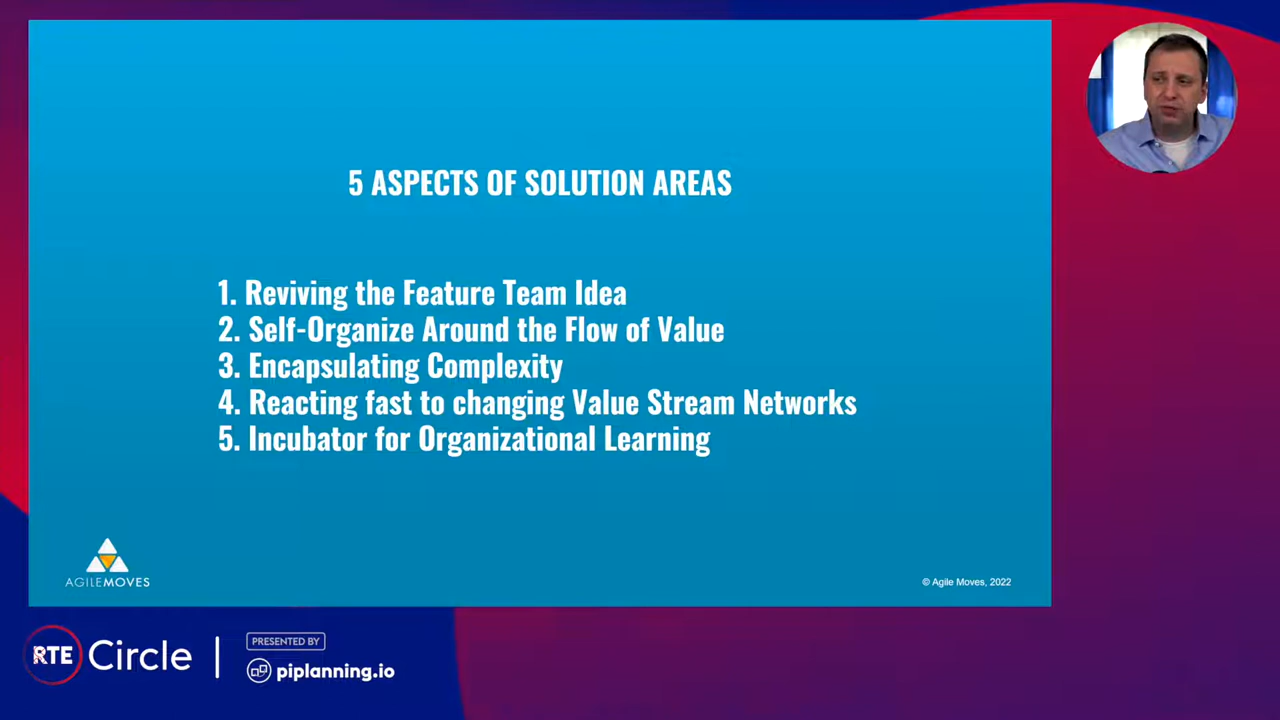 5 ASPECTS OF SOLUTION AREAS
1. Reviving the Feature Team Idea
2. Self-Organize Around the Flow of Value
3. Encapsulating Complexity
4. Reacting fast to changing Value Stream Networks
5. Incubator for Organizational Learning
AGILEMOVES
© Agile Moves, 2022
RTE Circle
PRESENTED BY
piplanning.io